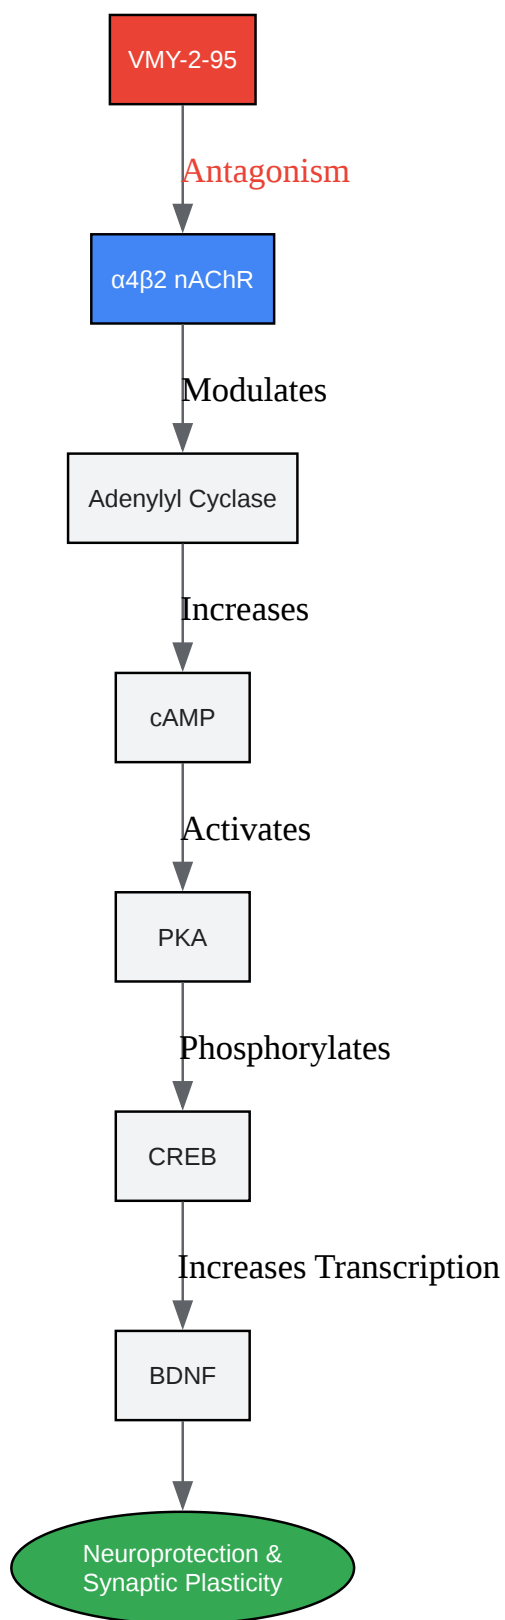 VMY-2-95
Antagonism
α4β2 nAChR
Modulates
Adenylyl Cyclase
Increases
cAMP
Activates
PKA
Phosphorylates
CREB
Increases Transcription
BDNF
Neuroprotection &
Synaptic Plasticity